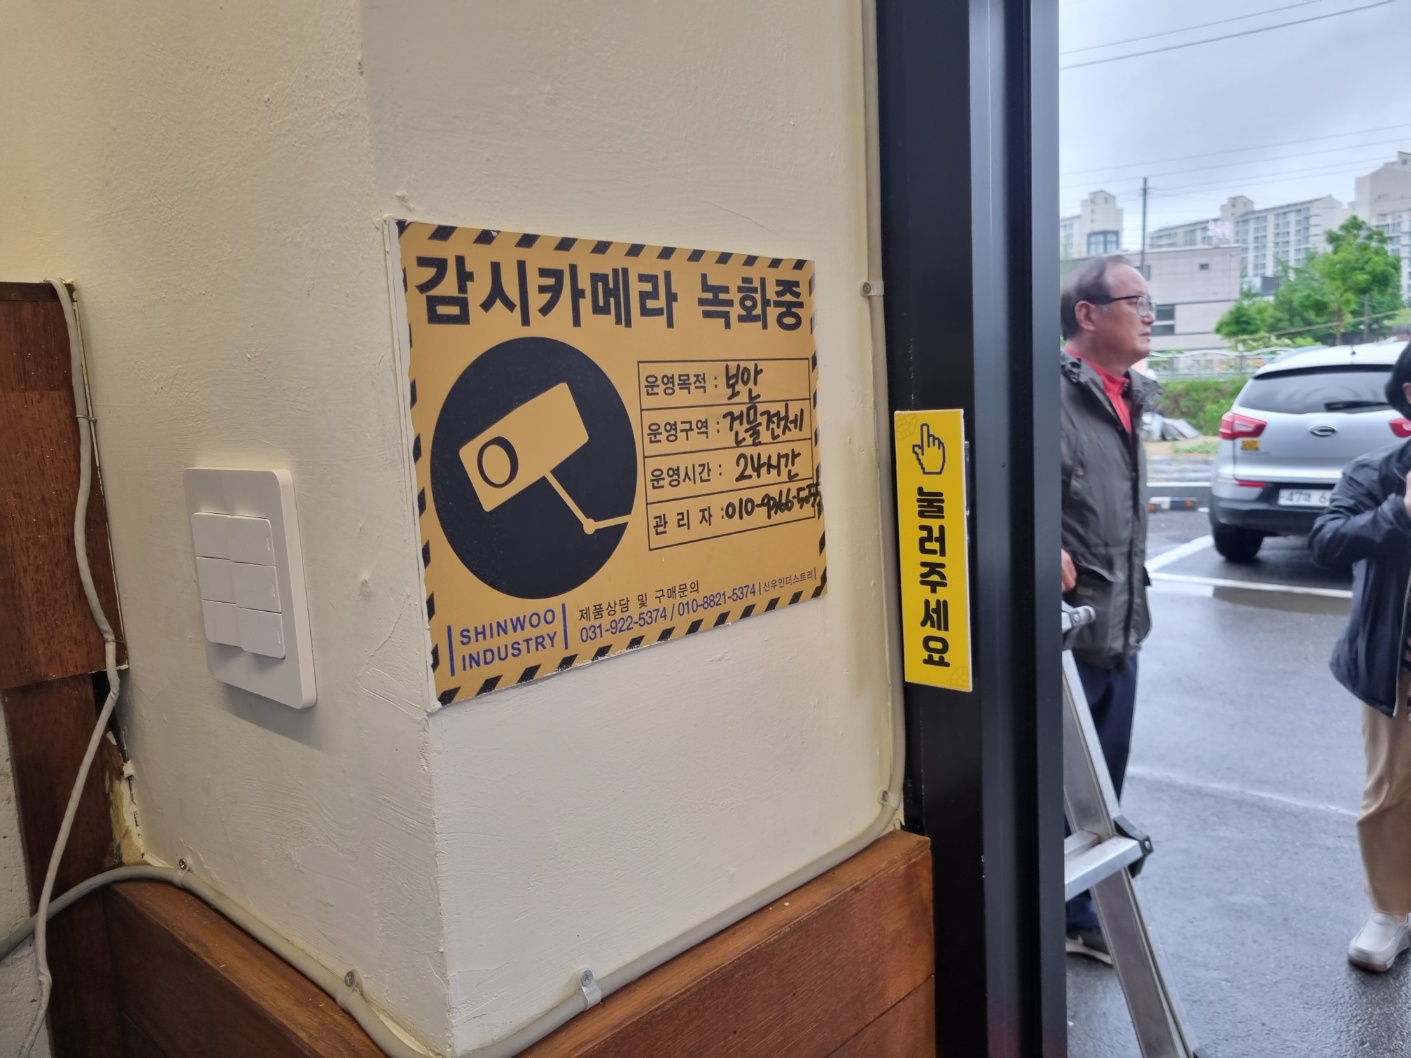 감시카메라 녹화중
운영목적 : 보안
운영구역 : 건물전체
운영시간 : 24시간
관 리 자 :
SHINWOO
INDUSTRY
제품상담 및 구매문의
031-922-5374 / 010-8821-5374 | 신우인더스트리
눌러주세요